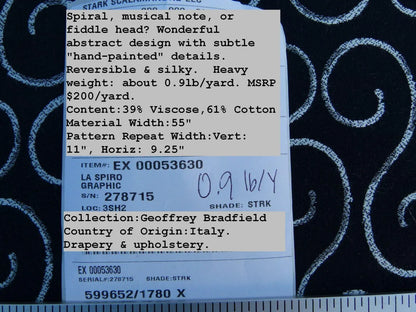 STARK SCALAMANDRE LLC
Spiral, musical note, or
fiddle head? Wonderful
abstract design with subtle
"hand-painted" details.
Reversible & silky.  Heavy
weight: about 0.9lb/yard. MSRP
$200/yard.
Content:39% Viscose,61% Cotton
Material Width:55"
Pattern Repeat Width:Vert:
11", Horiz: 9.25"
ITEM#: EX 00053630
LA SPIRO
GRAPHIC
S/N: 278715
0.9 lb/Y
LOC: 3SH2 SHADE: STRK
Collection:Geoffrey Bradfield
Country of Origin:Italy.
Drapery & upholstery.
EX 00053630
SERIAL#:278715 SHADE:STRK
599652/1780 X